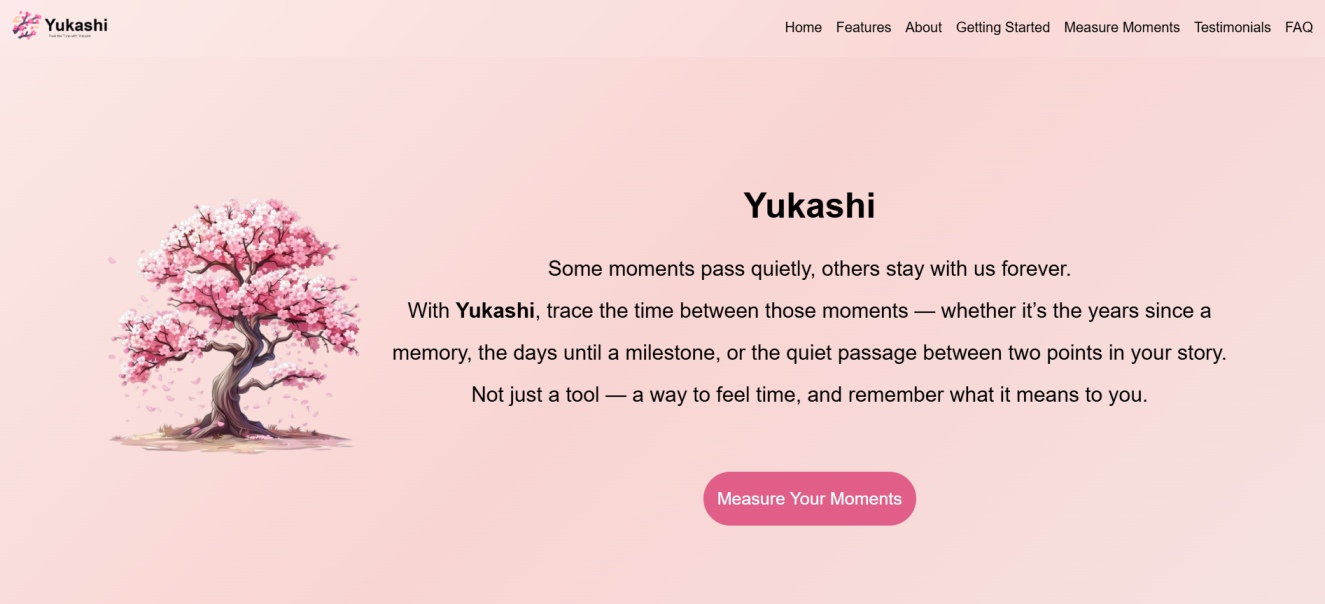 Yukashi
Home Features About Getting Started Measure Moments Testimonials FAQ
Yukashi
Some moments pass quietly, others stay with us forever.
With Yukashi, trace the time between those moments — whether it’s the years since a
memory, the days until a milestone, or the quiet passage between two points in your story.
Not just a tool — a way to feel time, and remember what it means to you.
Measure Your Moments